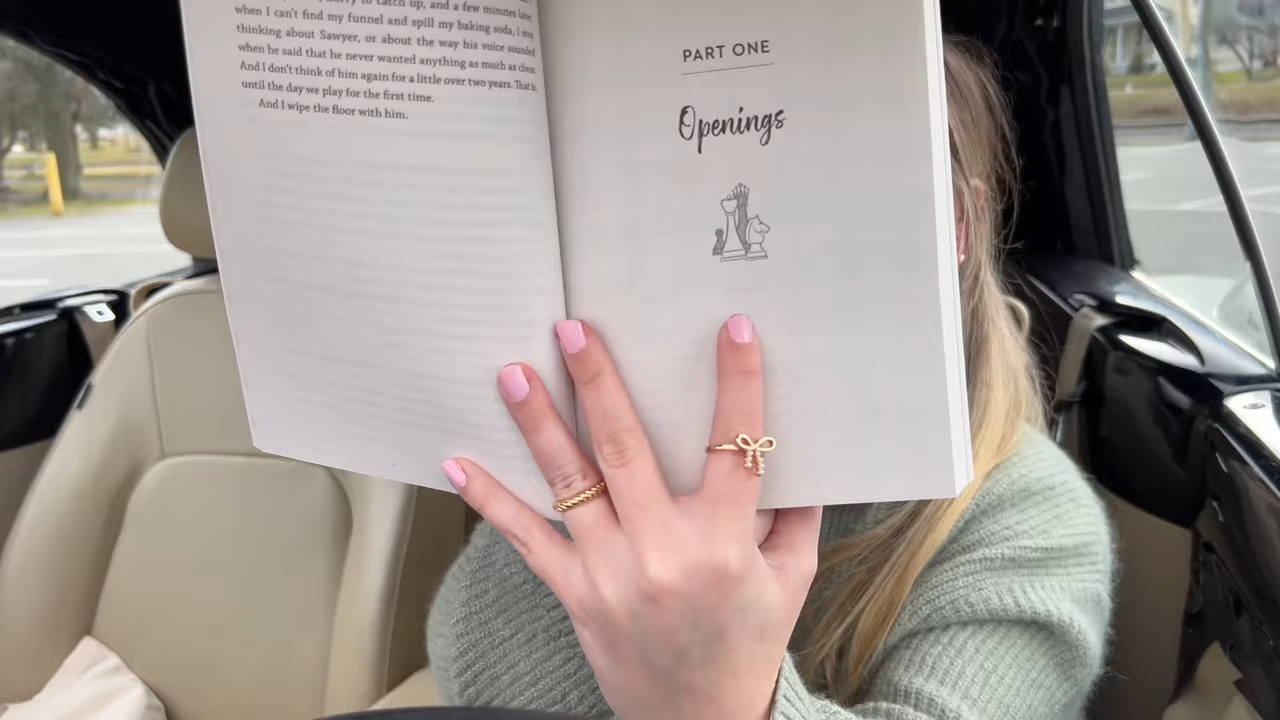 hurry to catch up, and a few minutes later,
when I can't find my funnel and spill my baking soda, I stop
thinking about Sawyer, or about the way his voice sounded
when he said that he never wanted anything as much as chess.
And I don't think of him again for a little over two years. That is,
until the day we play for the first time.
And I wipe the floor with him.
PART ONE
Openings